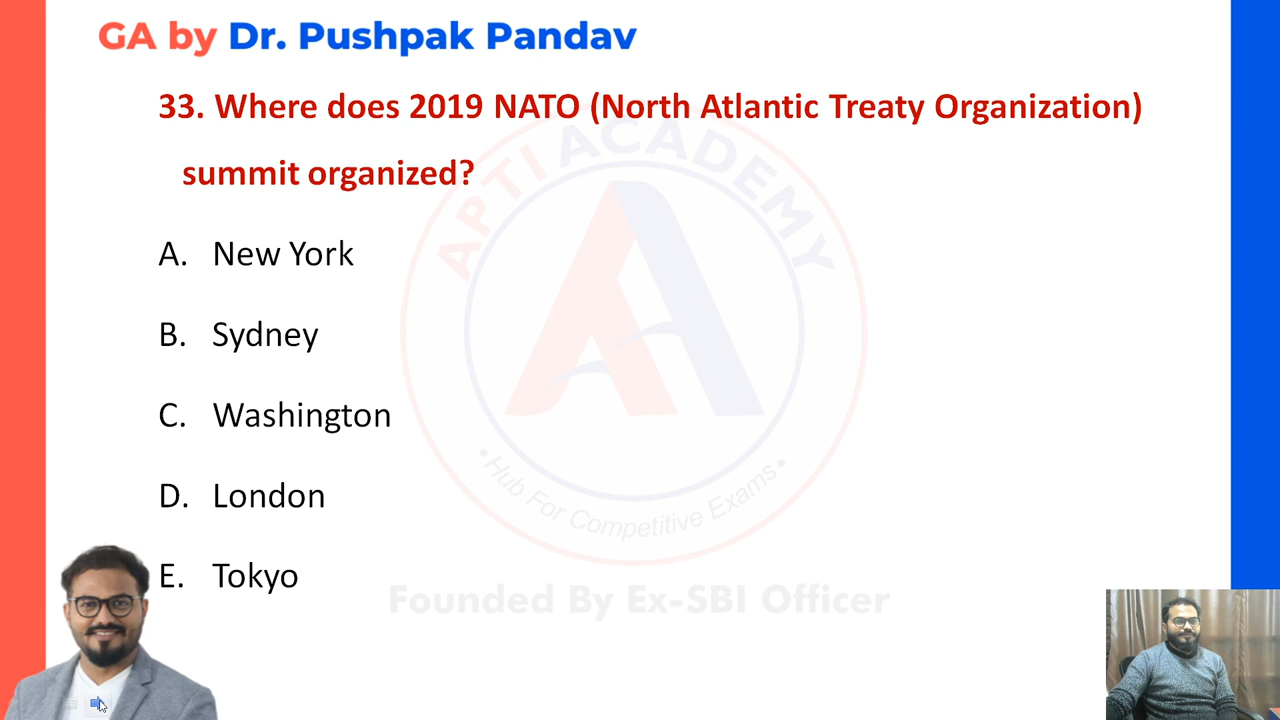 GA by Dr. Pushpak Pandav
33. Where does 2019 NATO (North Atlantic Treaty Organization)
summit organized?
A. New York
B. Sydney
C. Washington
D. London
E. Tokyo
APTI ACADEMY
•Hub For Competitive Exams•
Founded By Ex-SBI Officer